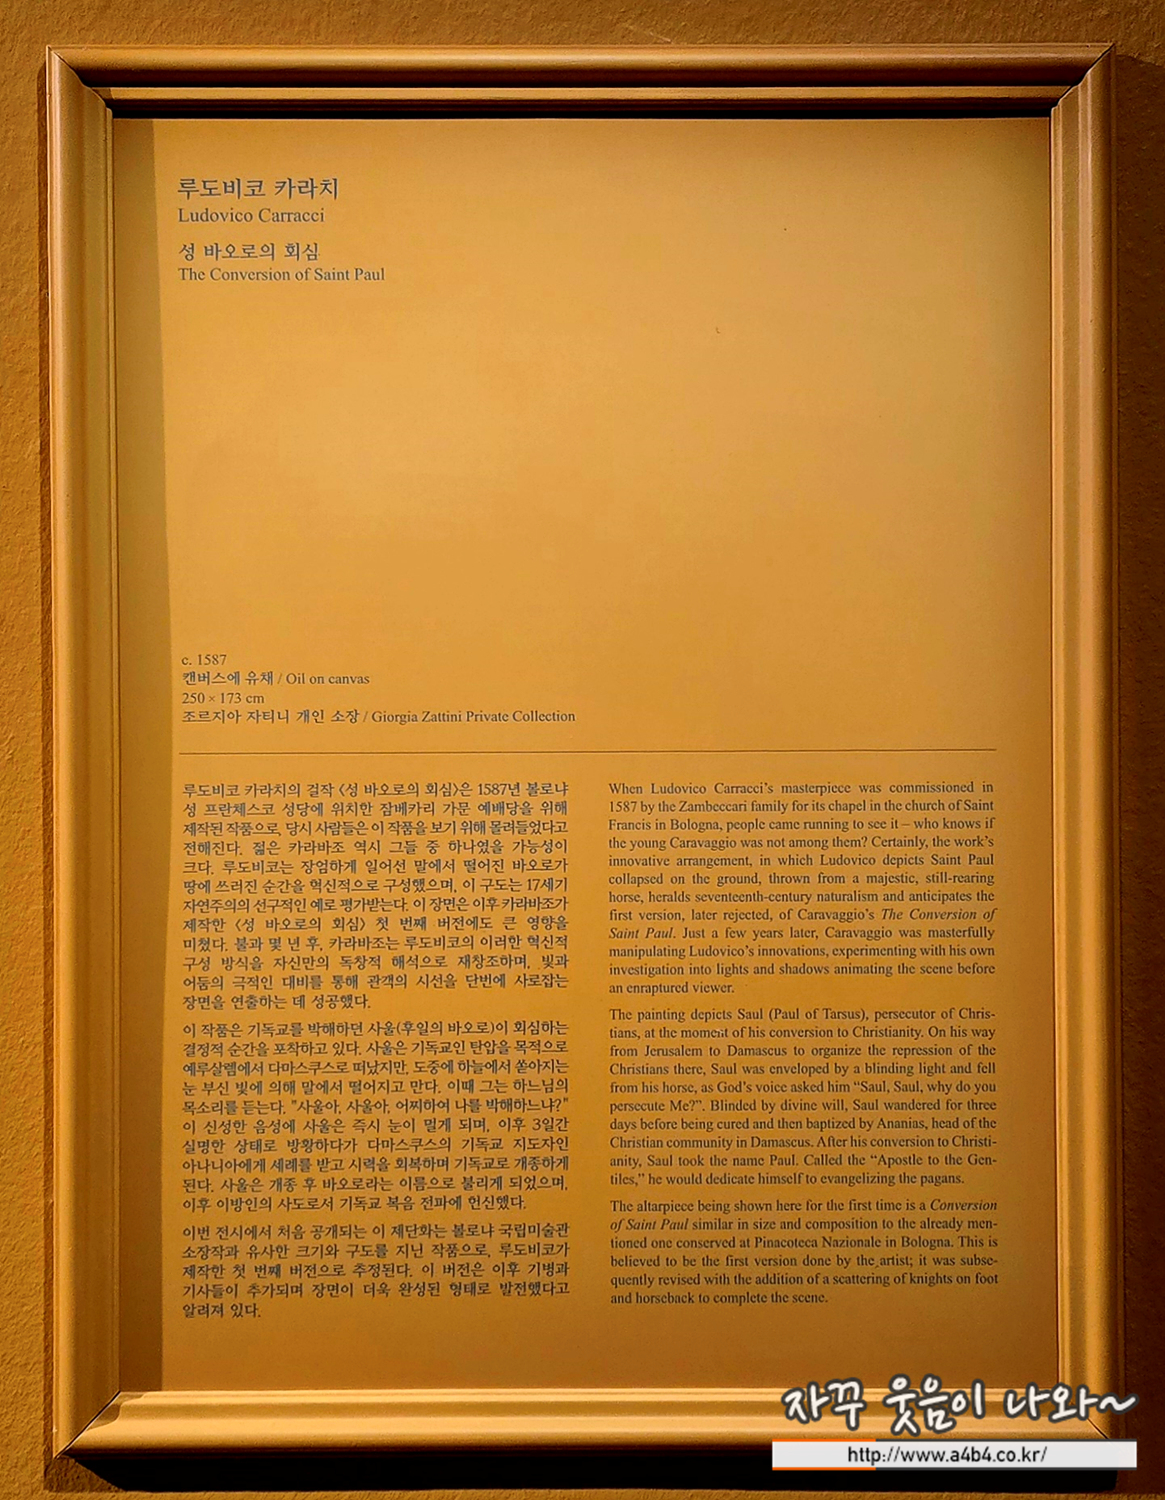 루도비코 카라치
Ludovico Carracci
성 바오로의 회심
The Conversion of Saint Paul
c. 1587
캔버스에 유채 / Oil on canvas
250 × 173 cm
조르지아 자티니 개인 소장 / Giorgia Zattini Private Collection
루도비코 카라치의 걸작 〈성 바오로의 회심〉은 1587년 볼로냐
성 프란체스코 성당에 위치한 잠베카리 가문 예배당을 위해
제작된 작품으로, 당시 사람들은 이 작품을 보기 위해 몰려들었다고
전해진다. 젊은 카라바조 역시 그들 중 하나였을 가능성이
크다. 루도비코는 장엄하게 일어선 말에서 떨어진 바오로가
땅에 쓰러진 순간을 혁신적으로 구성했으며, 이 구도는 17세기
자연주의의 선구적인 예로 평가받는다. 이 장면은 이후 카라바조가
제작한 〈성 바오로의 회심〉 첫 번째 버전에도 큰 영향을
미쳤다. 불과 몇 년 후, 카라바조는 루도비코의 이러한 혁신적
구성 방식을 자신만의 독창적 해석으로 재창조하며, 빛과
어둠의 극적인 대비를 통해 관객의 시선을 단번에 사로잡는
장면을 연출하는 데 성공했다.
이 작품은 기독교를 박해하던 사울(후일의 바오로)이 회심하는
결정적 순간을 포착하고 있다. 사울은 기독교인 탄압을 목적으로
예루살렘에서 다마스쿠스로 떠났지만, 도중에 하늘에서 쏟아지는
눈 부신 빛에 의해 말에서 떨어지고 만다. 이때 그는 하느님의
목소리를 듣는다. "사울아, 사울아, 어찌하여 나를 박해하느냐?"
이 신성한 음성에 사울은 즉시 눈이 멀게 되며, 이후 3일간
실명한 상태로 방황하다가 다마스쿠스의 기독교 지도자인
아나니아에게 세례를 받고 시력을 회복하며 기독교로 개종하게
된다. 사울은 개종 후 바오로라는 이름으로 불리게 되었으며,
이후 이방인의 사도로서 기독교 복음 전파에 헌신했다.
이번 전시에서 처음 공개되는 이 제단화는 볼로냐 국립미술관
소장작과 유사한 크기와 구도를 지닌 작품으로, 루도비코가
제작한 첫 번째 버전으로 추정된다. 이 버전은 이후 기병과
기사들이 추가되며 장면이 더욱 완성된 형태로 발전했다고
알려져 있다.
When Ludovico Carracci's masterpiece was commissioned in
1587 by the Zambeccari family for its chapel in the church of Saint
Francis in Bologna, people came running to see it – who knows if
the young Caravaggio was not among them? Certainly, the work's
innovative arrangement, in which Ludovico depicts Saint Paul
collapsed on the ground, thrown from a majestic, still-rearing
horse, heralds seventeenth-century naturalism and anticipates the
first version, later rejected, of Caravaggio's The Conversion of
Saint Paul. Just a few years later, Caravaggio was masterfully
manipulating Ludovico's innovations, experimenting with his own
investigation into lights and shadows animating the scene before
an enraptured viewer.
The painting depicts Saul (Paul of Tarsus), persecutor of Chris-
tians, at the moment of his conversion to Christianity. On his way
from Jerusalem to Damascus to organize the repression of the
Christians there, Saul was enveloped by a blinding light and fell
from his horse, as God's voice asked him “Saul, Saul, why do you
persecute Me?”. Blinded by divine will, Saul wandered for three
days before being cured and then baptized by Ananias, head of the
Christian community in Damascus. After his conversion to Christi-
anity, Saul took the name Paul. Called the “Apostle to the Gen-
tiles,” he would dedicate himself to evangelizing the pagans.
The altarpiece being shown here for the first time is a Conversion
of Saint Paul similar in size and composition to the already men-
tioned one conserved at Pinacoteca Nazionale in Bologna. This is
believed to be the first version done by the artist; it was subse-
quently revised with the addition of a scattering of knights on foot
and horseback to complete the scene.
자꾸 웃음이 나와~
http://www.a4b4.co.kr/